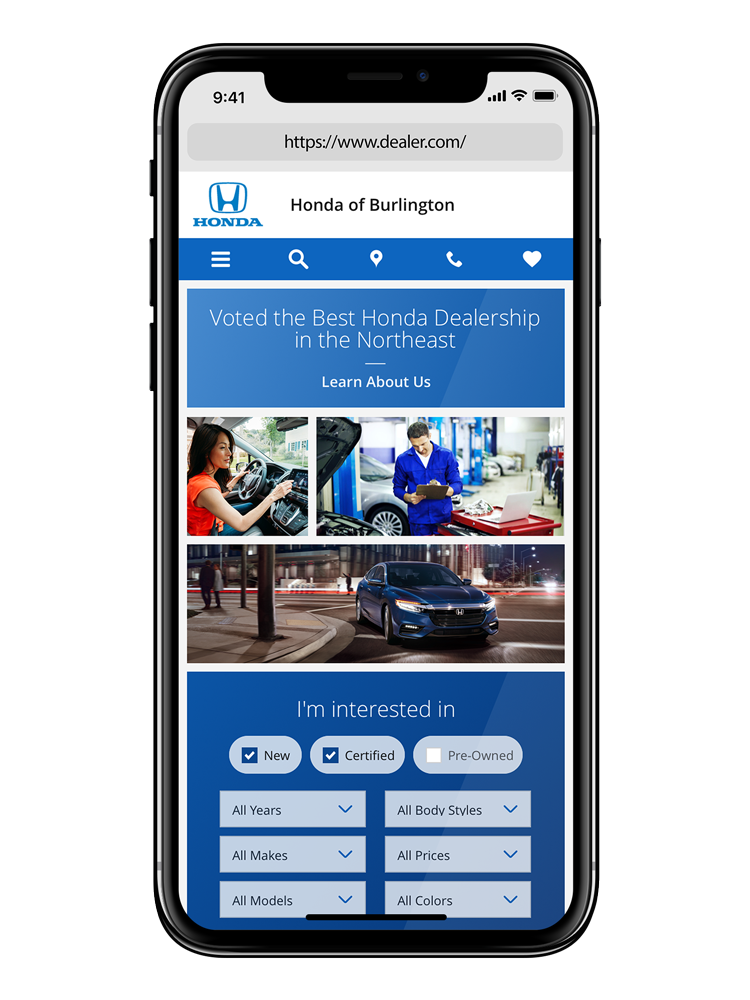 9:41
https://www.dealer.com/
HONDA
Honda of Burlington
Voted the Best Honda Dealership
in the Northeast
Learn About Us
I'm interested in
New Certified Pre-Owned
All Years All Body Styles
All Makes All Prices
All Models All Colors